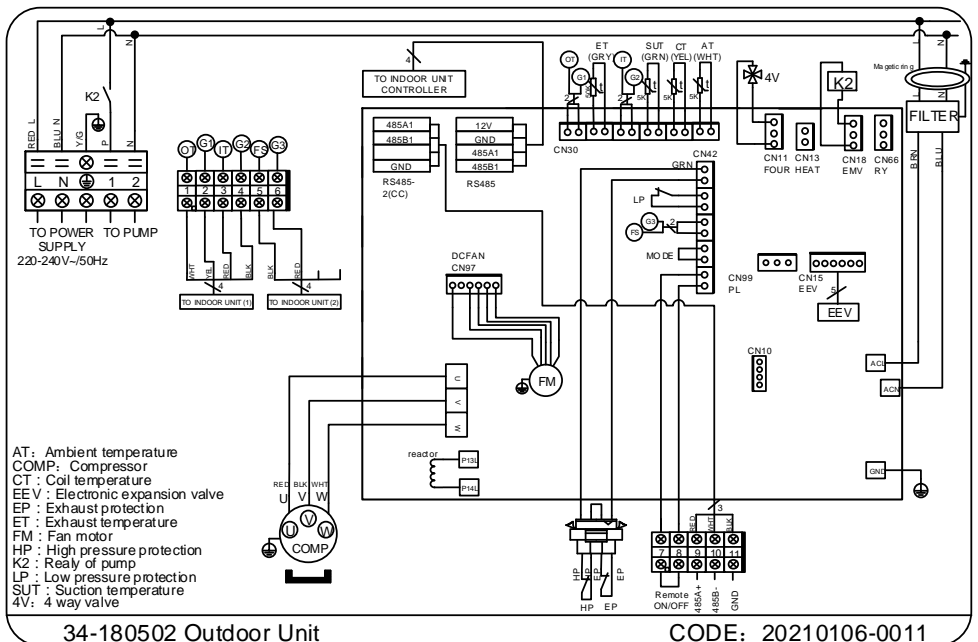 L
L
N
N
RED L
BLU N
Y/G
K2
P
N
L N 1 2
TO POWER SUPPLY
220-240V~/50Hz
TO PUMP
OT G1 IT G2 FS G3
1 2 3 4 5 6
WHT YEL RED BLK BLK RED
4
4
TO INDOOR UNIT (1)
TO INDOOR UNIT (2)
4
TO INDOOR UNIT
CONTROLLER
485A1
485B1
GND
RS485-
2(CC)
12V
GND
485A1
485B1
RS485
OT
G1
2
ET
(GRY)
50K
t
IT
G2
2
SUT
(GRN)
5K
t
CT
(YEL)
5K
t
AT
(WHT)
5K
t
CN30
4V
K2
Magetic ring
L
N
L
N
FILTER
BRN
BLU
CN11
FOUR
CN13
HEAT
CN18
EMV
CN66
RY
GRN
CN42
LP
G3
FS
2
MODE
CN99
PL
CN15
EEV
5
EEV
CN10
ACL
ACN
GND
DCFAN
CN97
FM
U
V
W
reactor
P13L
P14L
RED BLK WHT
U V W
U
V
W
COMP
HP
HP
EP
EP
HP EP
3
RED
WHT
BLK
7 8 9 10 11
Remote
ON/OFF
485A+
485B-
GND
AT: Ambient temperature
COMP: Compressor
CT : Coil temperature
EEV : Electronic expansion valve
EP : Exhaust protection
ET : Exhaust temperature
FM : Fan motor
HP : High pressure protection
K2 : Realy of pump
LP : Low pressure protection
SUT : Suction temperature
4V: 4 way valve
34-180502 Outdoor Unit
CODE: 20210106-0011